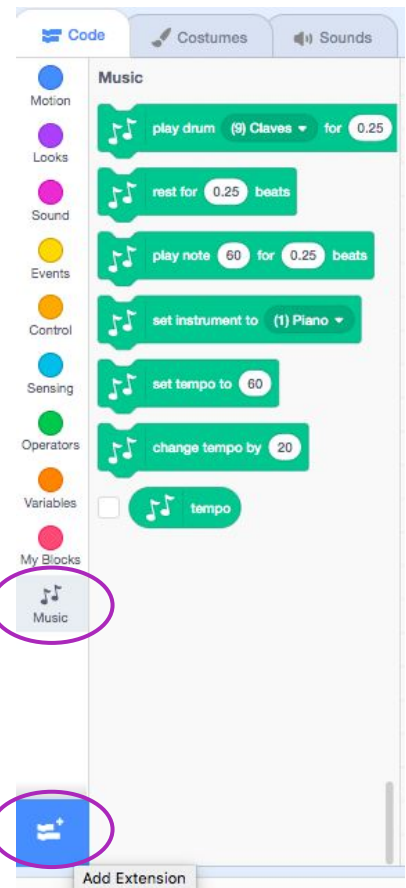 Code Costumes Sounds
Motion
Looks
Sound
Events
Control
Sensing
Operators
Variables
My Blocks
Music
Music
play drum (9) Claves for 0.25
rest for 0.25 beats
play note 60 for 0.25 beats
set instrument to (1) Piano
set tempo to 60
change tempo by 20
tempo
Add Extension